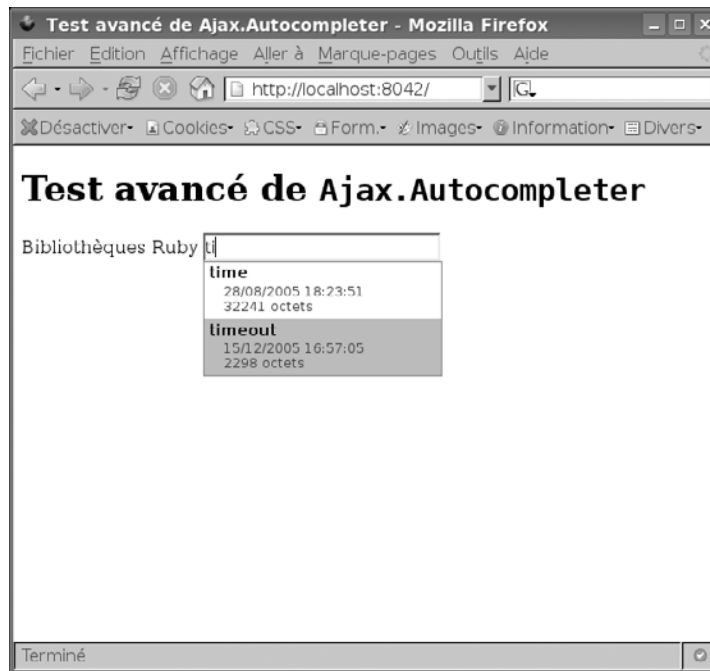 Test avancé de Ajax.Autocompleter - Mozilla Firefox
Fichier Edition Affichage Aller à Marque-pages Outils Aide
http://localhost:8042/ G
Désactiver Cookies CSS Form. Images Information Divers
Test avancé de Ajax.Autocompleter
Bibliothèques Ruby ti
time
28/08/2005 18:23:51
32241 octets
timeout
15/12/2005 16:57:05
2298 octets
Terminé